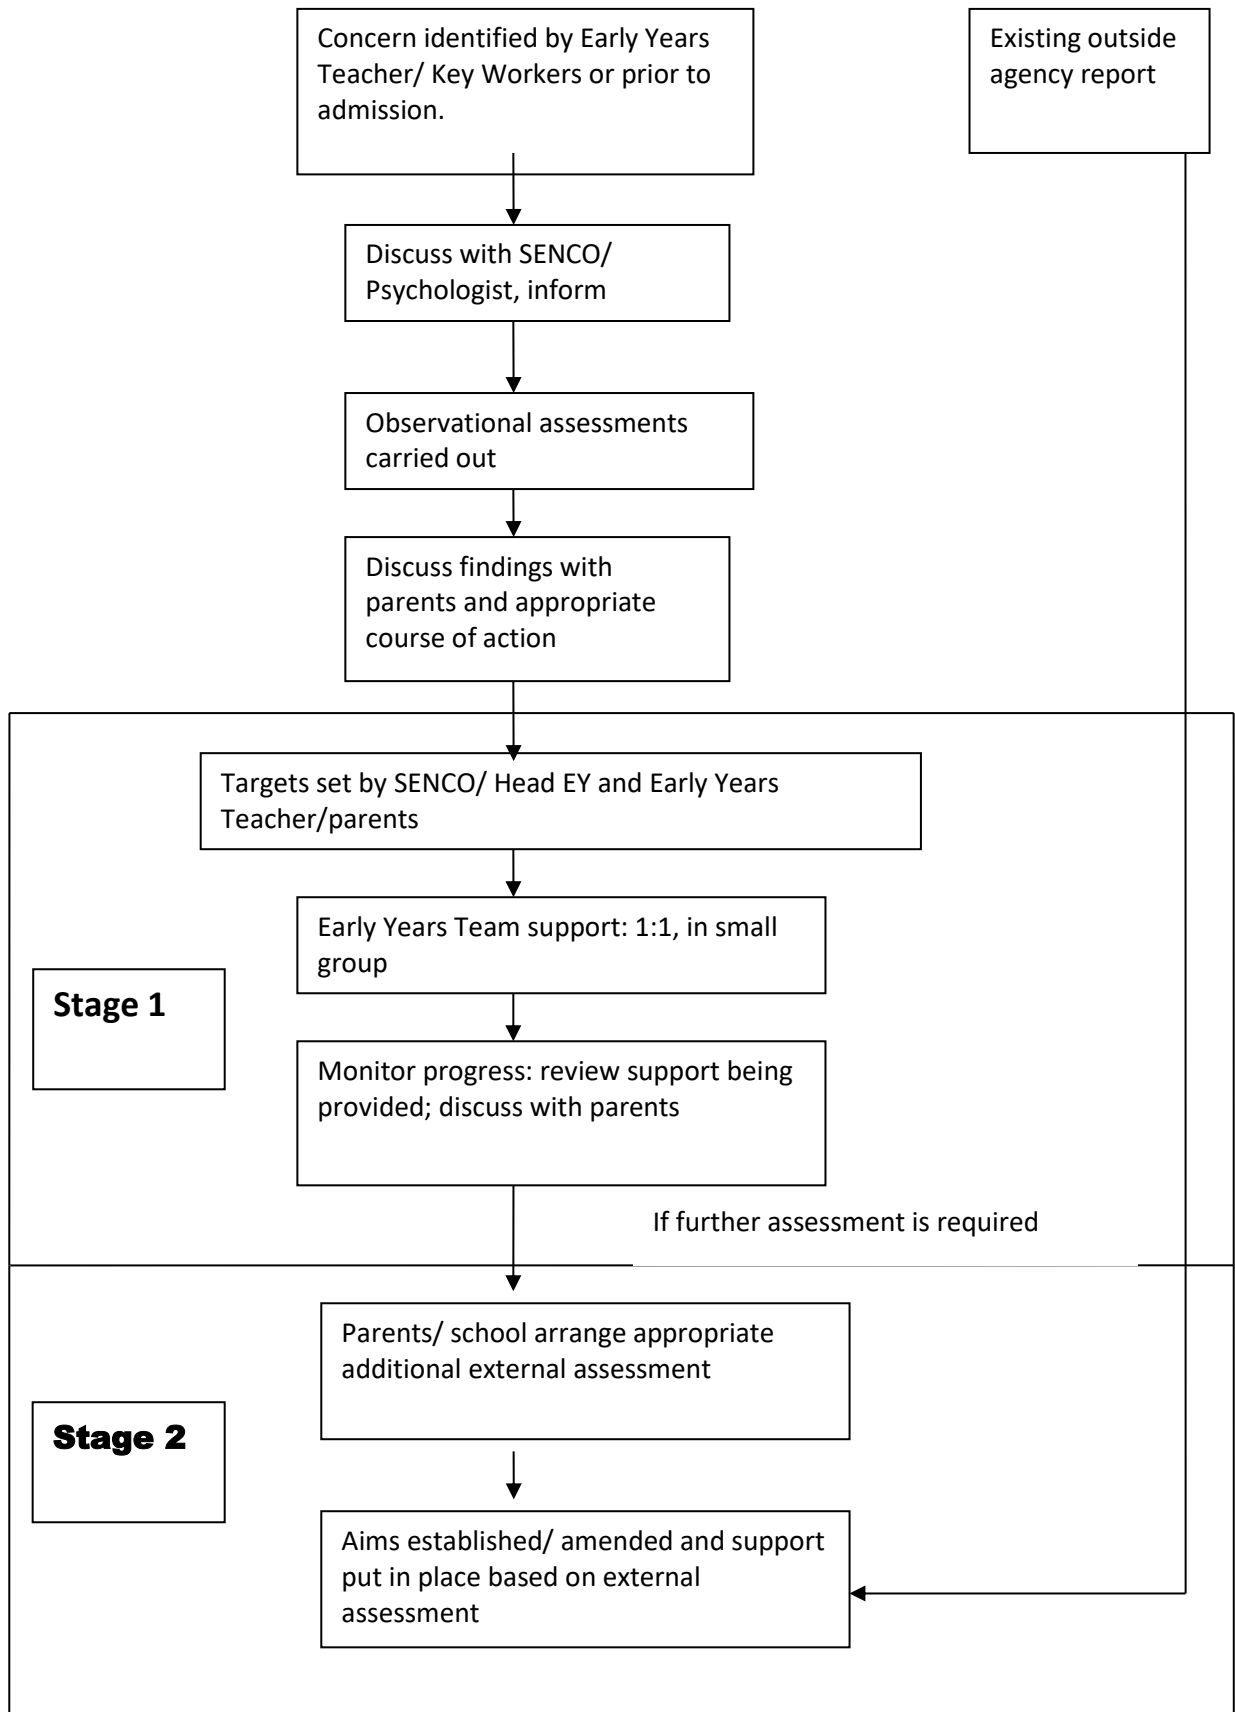 Concern identified by Early Years
Teacher/ Key Workers or prior to
admission.
Existing outside
agency report
Discuss with SENCO/
Psychologist, inform
Observational assessments
carried out
Discuss findings with
parents and appropriate
course of action
Targets set by SENCO/ Head EY and Early Years
Teacher/parents
Early Years Team support: 1:1, in small
group
Stage 1
Monitor progress: review support being
provided; discuss with parents
If further assessment is required
Parents/ school arrange appropriate
additional external assessment
Stage 2
Aims established/ amended and support
put in place based on external
assessment